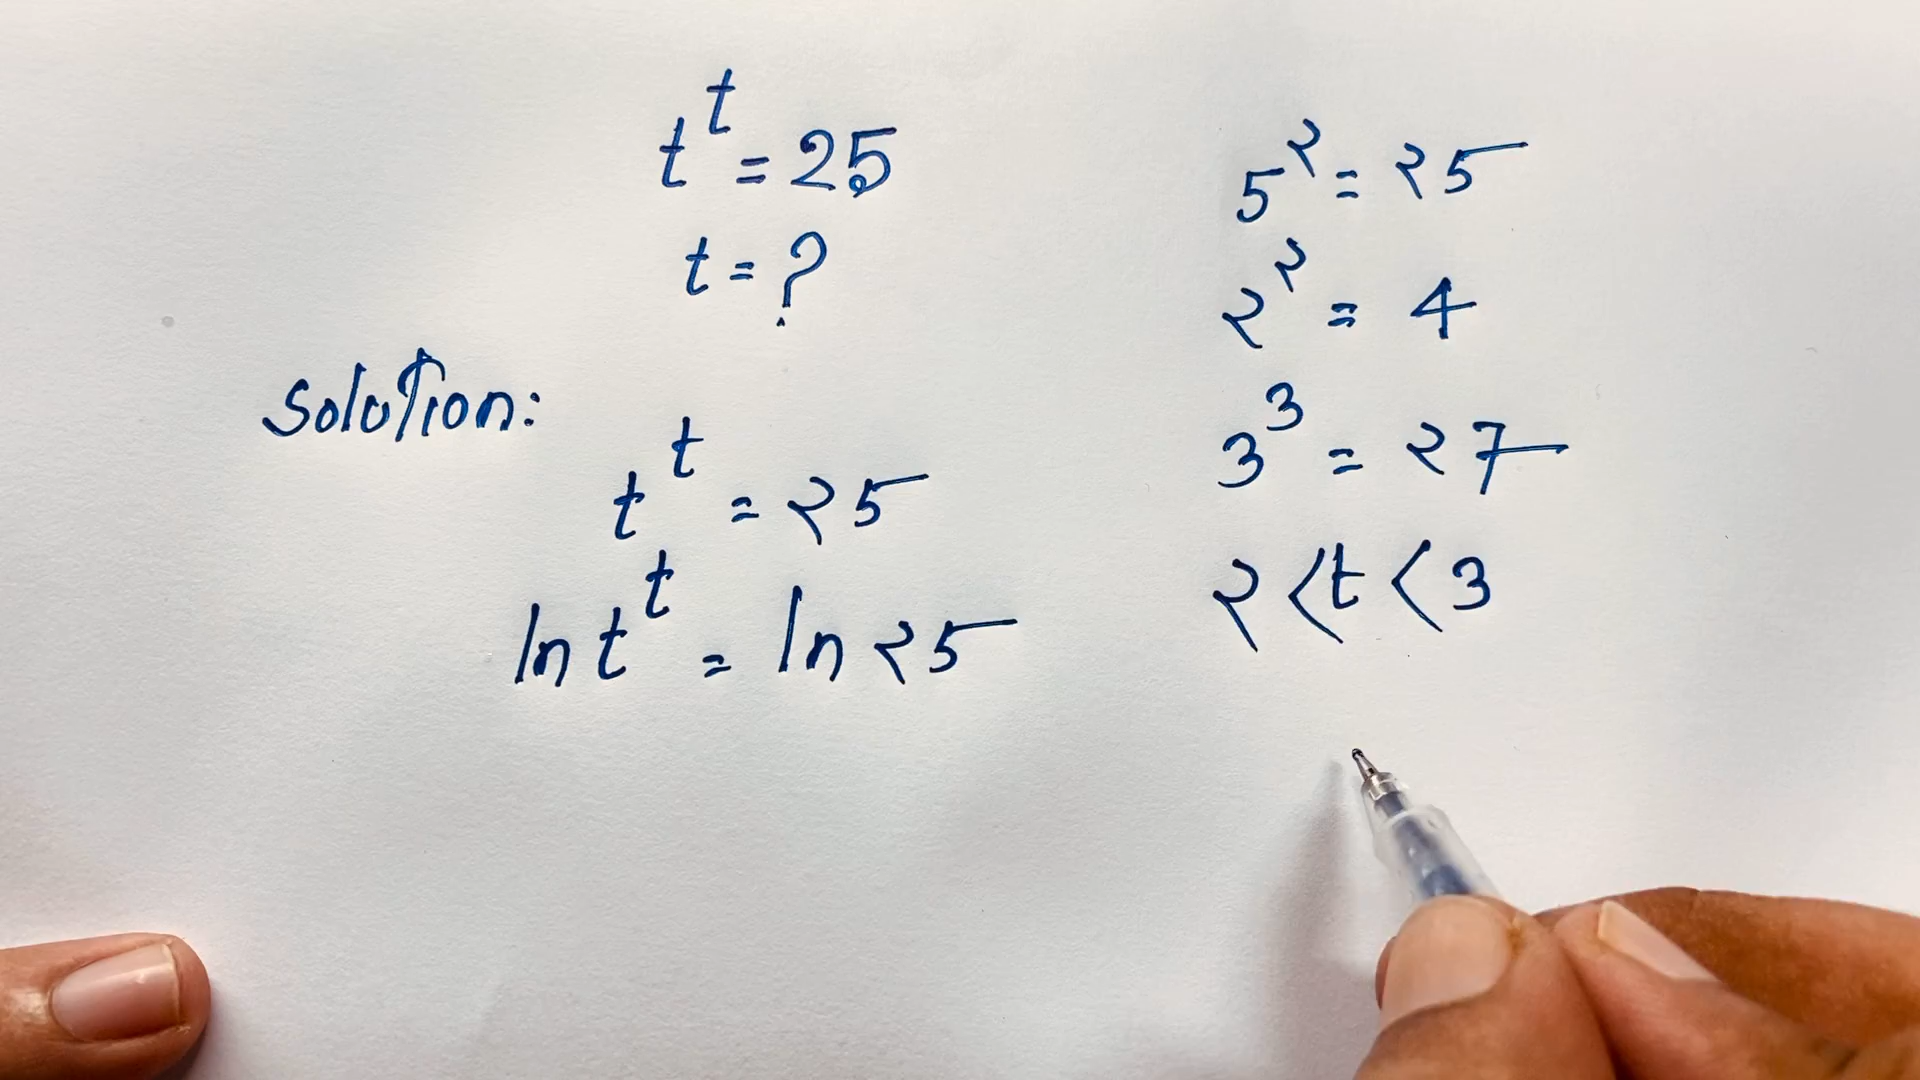 t^t = 25
t = ?
Solution:
t^t = 25
ln t^t = ln 25
5^2 = 25
2^2 = 4
3^3 = 27
2 < t < 3